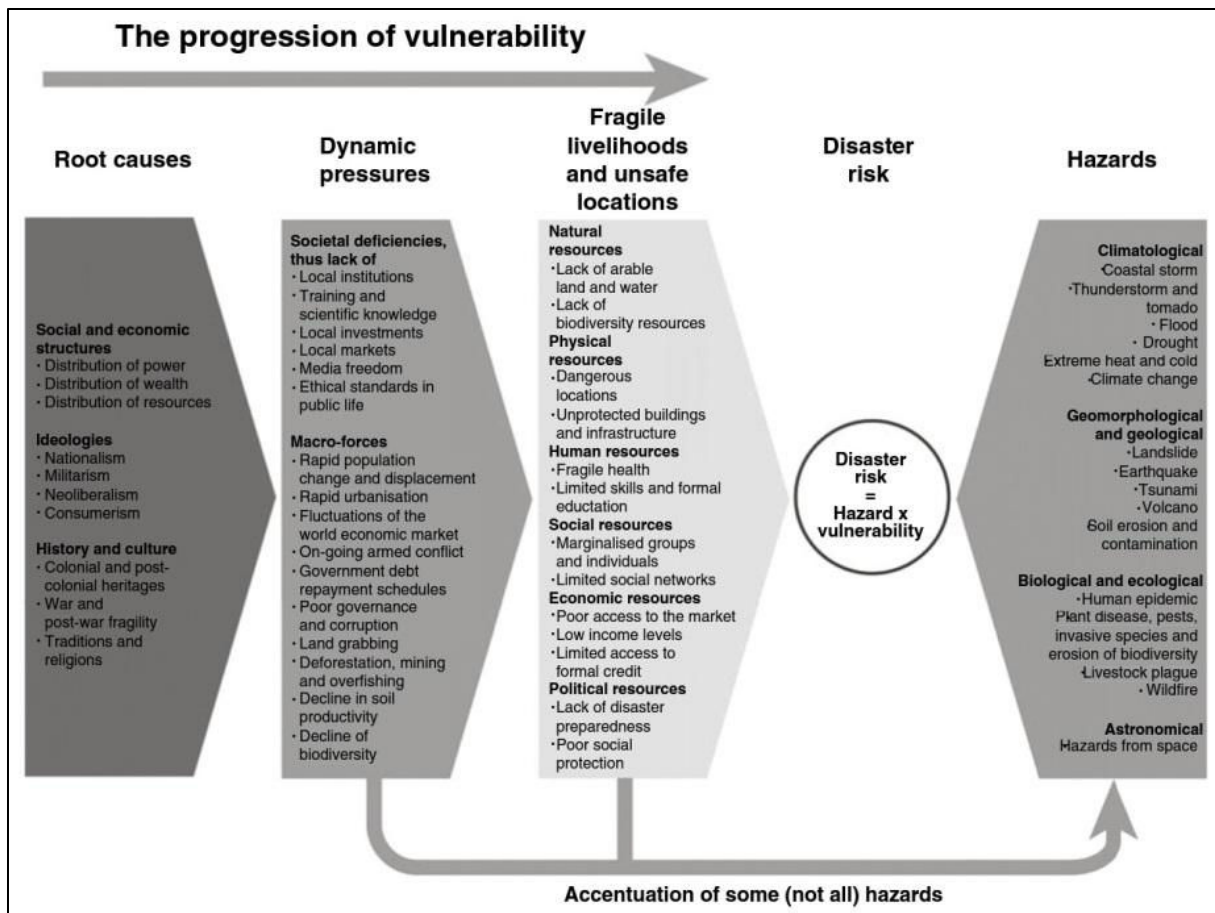 The progression of vulnerability
Root causes
Social and economic
structures
· Distribution of power
· Distribution of wealth
· Distribution of resources
Ideologies
· Nationalism
· Militarism
· Neoliberalism
· Consumerism
History and culture
· Colonial and post-
colonial heritages
· War and
post-war fragility
· Traditions and
religions
Dynamic
pressures
Societal deficiencies,
thus lack of
· Local institutions
· Training and
scientific knowledge
· Local investments
· Local markets
· Media freedom
· Ethical standards in
public life
Macro-forces
· Rapid population
change and displacement
· Rapid urbanisation
· Fluctuations of the
world economic market
· On-going armed conflict
· Government debt
repayment schedules
· Poor governance
and corruption
· Land grabbing
· Deforestation, mining
and overfishing
· Decline in soil
productivity
· Decline of
biodiversity
Fragile
livelihoods
and unsafe
locations
Natural
resources
· Lack of arable
land and water
· Lack of
biodiversity resources
Physical
resources
· Dangerous
locations
· Unprotected buildings
and infrastructure
Human resources
· Fragile health
· Limited skills and formal
eductation
Social resources
· Marginalised groups
and individuals
· Limited social networks
Economic resources
· Poor access to the market
· Low income levels
· Limited access to
formal credit
Political resources
· Lack of disaster
preparedness
· Poor social
protection
Disaster
risk
Disaster
risk
=
Hazard x
vulnerability
Hazards
Climatological
· Coastal storm
· Thunderstorm and
tomado
· Flood
· Drought
Extreme heat and cold
· Climate change
Geomorphological
and geological
· Landslide
· Earthquake
· Tsunami
· Volcano
· Soil erosion and
contamination
Biological and ecological
· Human epidemic
Plant disease, pests,
invasive species and
erosion of biodiversity
· Livestock plague
· Wildfire
Astronomical
· Hazards from space
Accentuation of some (not all) hazards